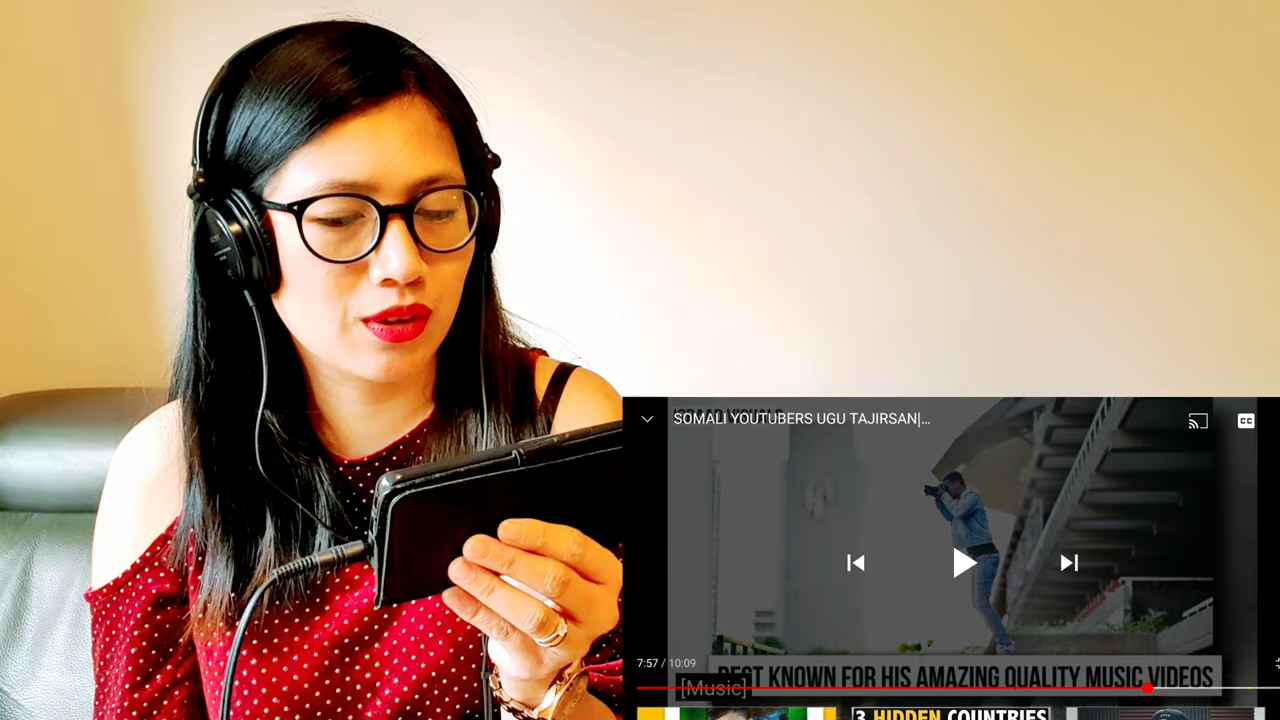 SOMALI YOUTUBERS UGU TAJIRSAN|...
CC
7:57 / 10:09
BEST KNOWN FOR HIS AMAZING QUALITY MUSIC VIDEOS
[Music]
3 HIDDEN COUNTRIES